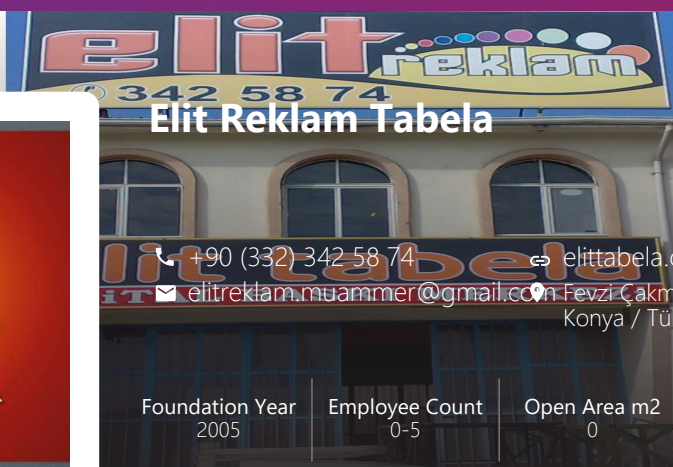 elit reklam
342 58 74
Elit Reklam Tabela
elit tabela
+90 (332) 342 58 74
elittabela.c
elitreklam.muammer@gmail.com
Fevzi Çakm
Konya / Tü
Foundation Year
Employee Count
Open Area m2
2005
0-5
0